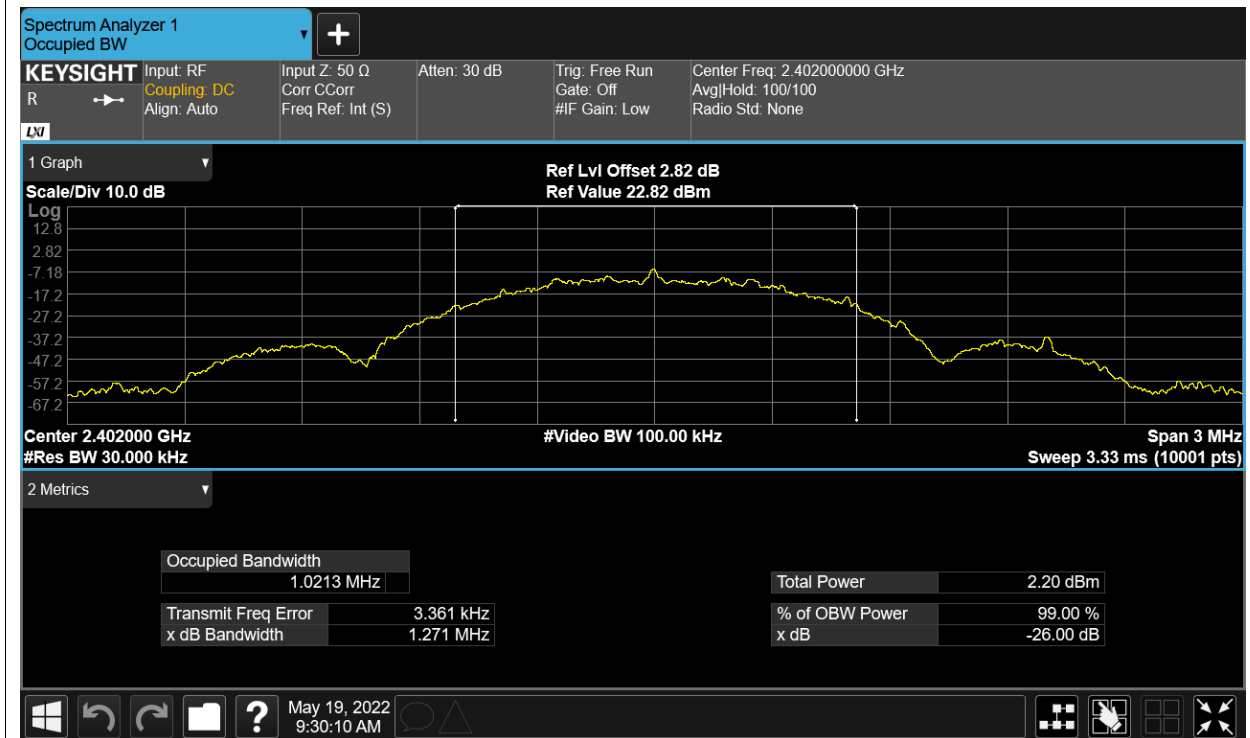 Spectrum Analyzer 1
Occupied BW
KEYSIGHT
R
LXI
Input: RF
Coupling: DC
Align: Auto
Input Z: 50 Ω
Corr CCorr
Freq Ref: Int (S)
Atten: 30 dB
Trig: Free Run
Gate: Off
#IF Gain: Low
Center Freq: 2.402000000 GHz
Avg|Hold: 100/100
Radio Std: None
1 Graph
Scale/Div 10.0 dB
Ref Lvl Offset 2.82 dB
Ref Value 22.82 dBm
Log
12.8
2.82
-7.18
-17.2
-27.2
-37.2
-47.2
-57.2
-67.2
Center 2.402000 GHz
#Res BW 30.000 kHz
#Video BW 100.00 kHz
Span 3 MHz
Sweep 3.33 ms (10001 pts)
2 Metrics
Occupied Bandwidth
1.0213 MHz
Transmit Freq Error 3.361 kHz
x dB Bandwidth 1.271 MHz
Total Power 2.20 dBm
% of OBW Power 99.00 %
x dB -26.00 dB
?
May 19, 2022
9:30:10 AM